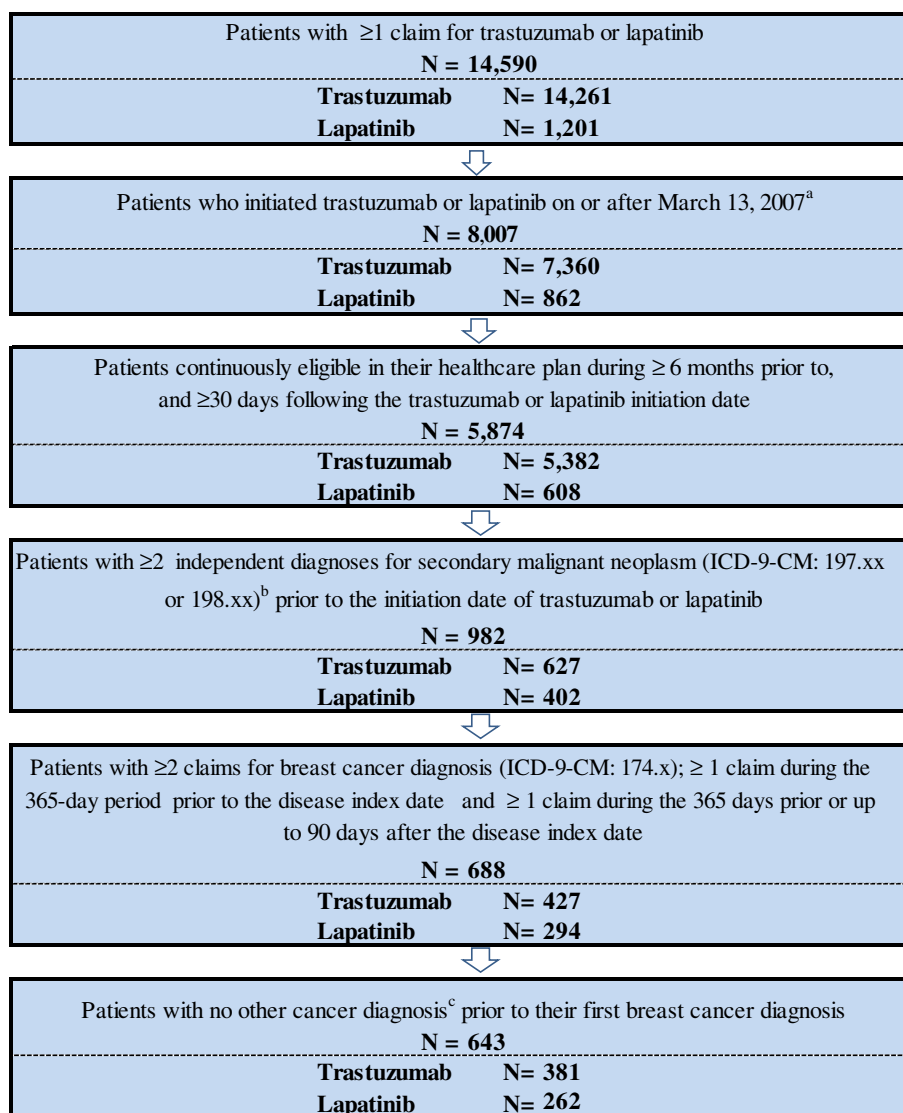 Patients with ≥1 claim for trastuzumab or lapatinib
N = 14,590
Trastuzumab N= 14,261
Lapatinib N= 1,201
Patients who initiated trastuzumab or lapatinib on or after March 13, 2007a
N = 8,007
Trastuzumab N= 7,360
Lapatinib N= 862
Patients continuously eligible in their healthcare plan during ≥ 6 months prior to,
and ≥30 days following the trastuzumab or lapatinib initiation date
N = 5,874
Trastuzumab N= 5,382
Lapatinib N= 608
Patients with ≥2 independent diagnoses for secondary malignant neoplasm (ICD-9-CM: 197.xx
or 198.xx)b prior to the initiation date of trastuzumab or lapatinib
N = 982
Trastuzumab N= 627
Lapatinib N= 402
Patients with ≥2 claims for breast cancer diagnosis (ICD-9-CM: 174.x); ≥ 1 claim during the
365-day period prior to the disease index date and ≥ 1 claim during the 365 days prior or up
to 90 days after the disease index date
N = 688
Trastuzumab N= 427
Lapatinib N= 294
Patients with no other cancer diagnosisc prior to their first breast cancer diagnosis
N = 643
Trastuzumab N= 381
Lapatinib N= 262